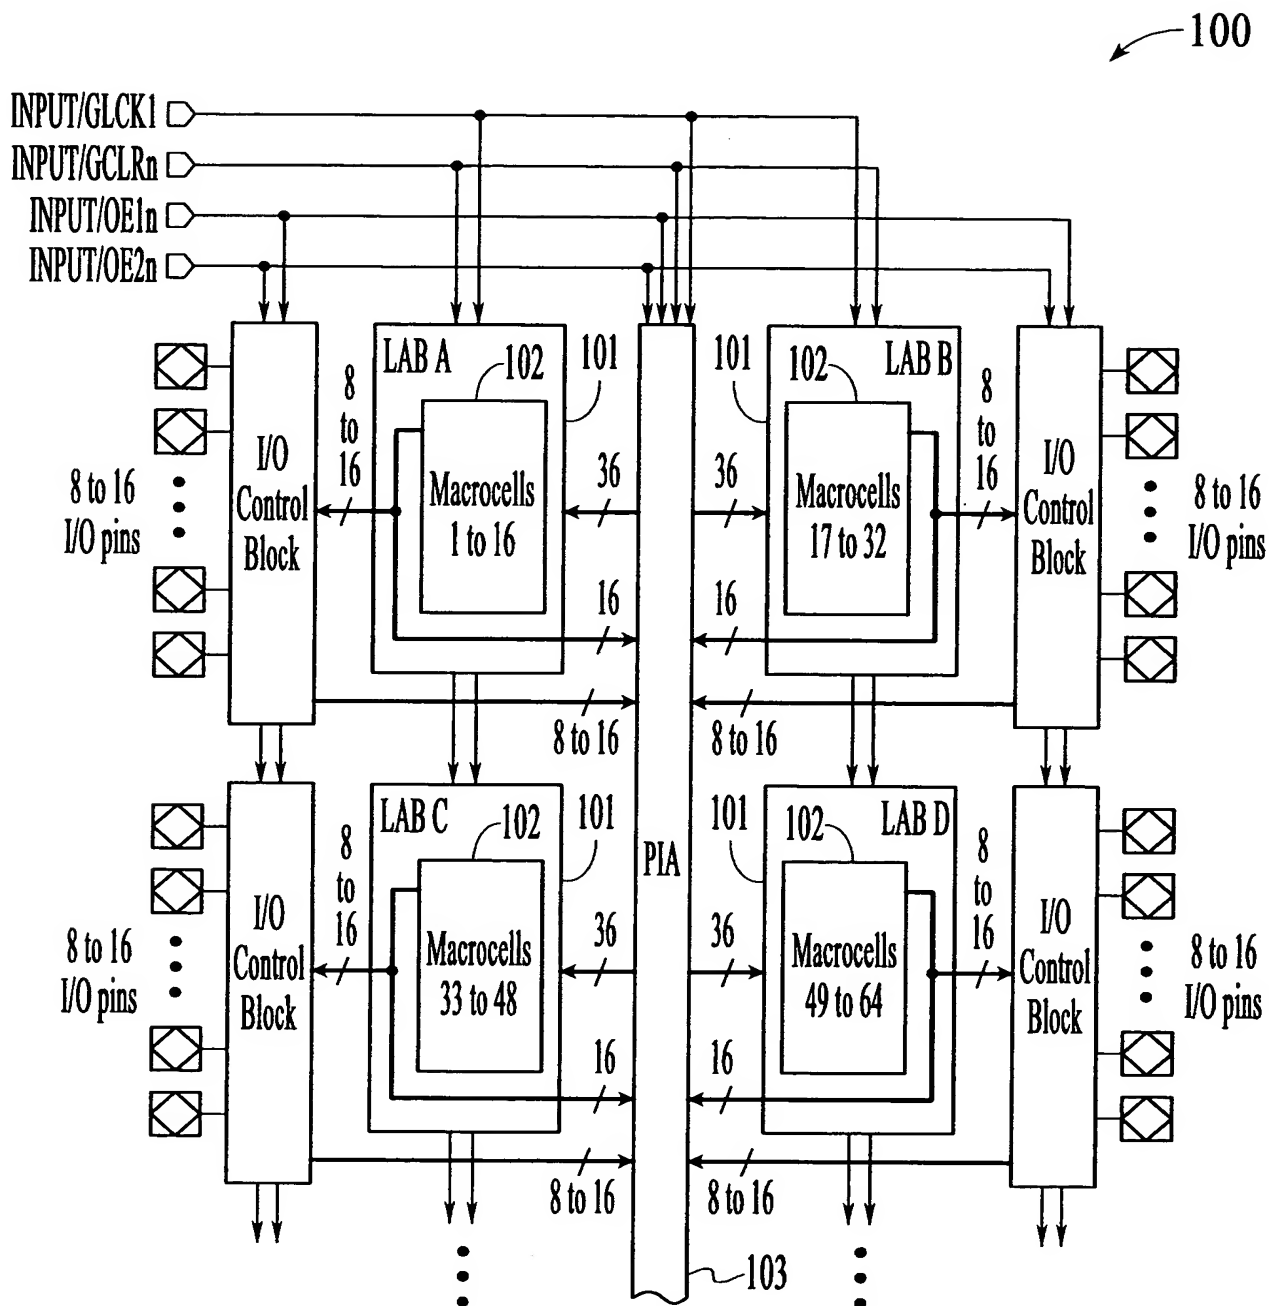 100
INPUT/GLCK1
INPUT/GCLRn
INPUT/OE1n
INPUT/OE2n
LAB A
102
101
8
to
16
I/O
Control
Block
8 to 16
I/O pins
Macrocells
1 to 16
36
16
8 to 16
101
LAB B
102
8
to
16
I/O
Control
Block
8 to 16
I/O pins
Macrocells
17 to 32
36
16
8 to 16
PIA
LAB C
102
101
8
to
16
I/O
Control
Block
8 to 16
I/O pins
Macrocells
33 to 48
36
16
8 to 16
101
LAB D
102
8
to
16
I/O
Control
Block
8 to 16
I/O pins
Macrocells
49 to 64
36
16
8 to 16
103